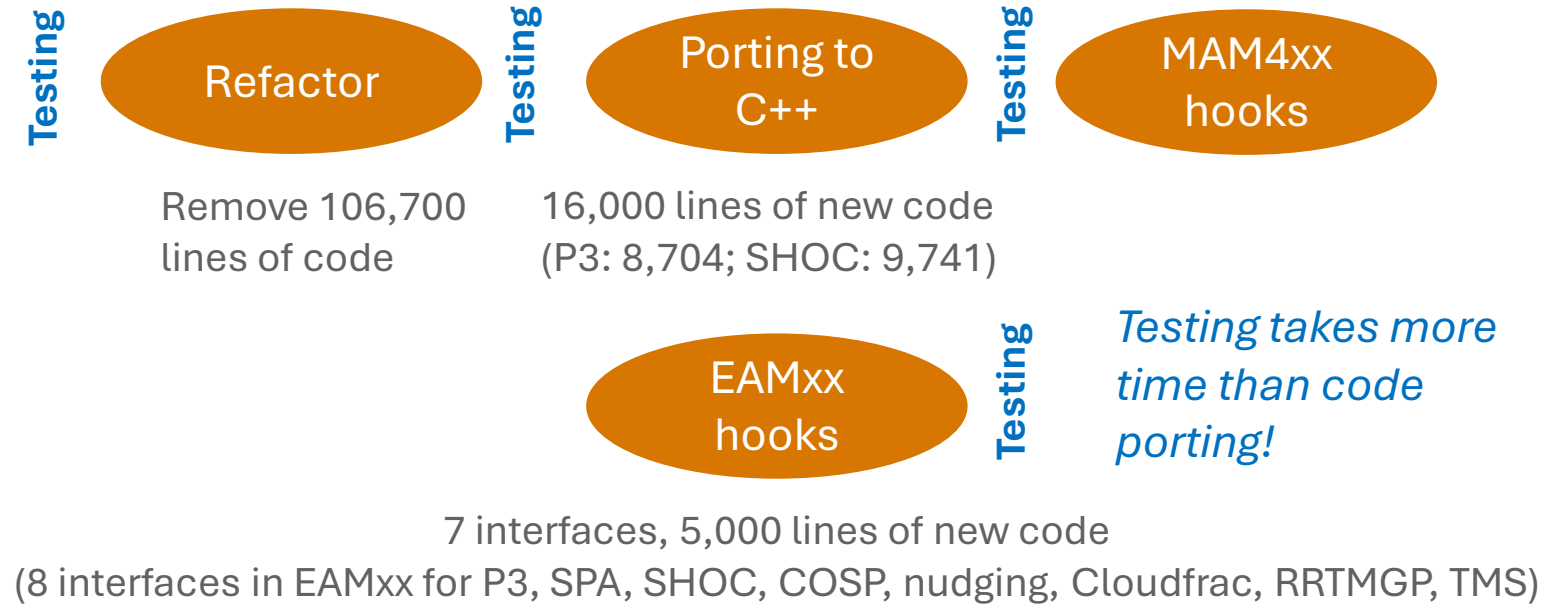 Testing
Refactor
Testing
Porting to
C++
Testing
MAM4xx
hooks
Remove 106,700
lines of code
16,000 lines of new code
(P3: 8,704; SHOC: 9,741)
EAMxx
hooks
Testing
Testing takes more
time than code
porting!
7 interfaces, 5,000 lines of new code
(8 interfaces in EAMxx for P3, SPA, SHOC, COSP, nudging, Cloudfrac, RRTMGP, TMS)